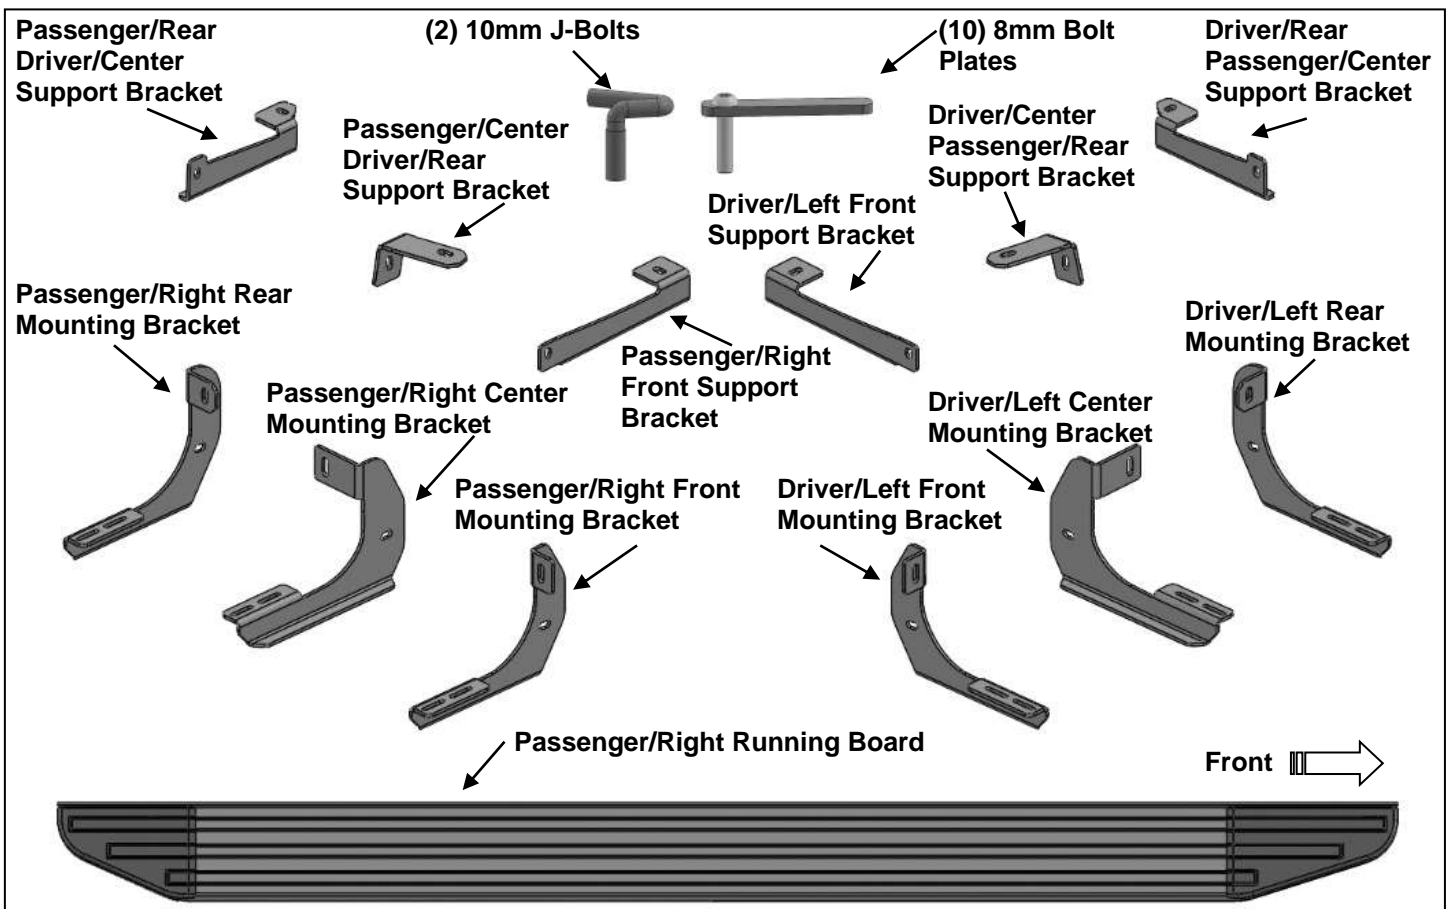 Passenger/Rear
Driver/Center
Support Bracket
(2) 10mm J-Bolts
(10) 8mm Bolt
Plates
Driver/Rear
Passenger/Center
Support Bracket
Passenger/Center
Driver/Rear
Support Bracket
Driver/Center
Passenger/Rear
Support Bracket
Driver/Left Front
Support Bracket
Passenger/Right Rear
Mounting Bracket
Passenger/Right
Front Support
Bracket
Driver/Left Rear
Mounting Bracket
Passenger/Right Center
Mounting Bracket
Driver/Left Center
Mounting Bracket
Passenger/Right Front
Mounting Bracket
Driver/Left Front
Mounting Bracket
Passenger/Right Running Board
Front